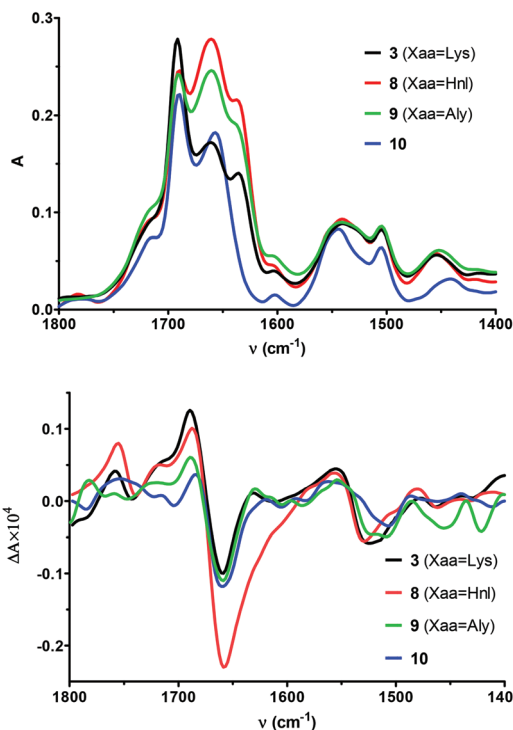 0.3
0.2
0.1
0.0
A
3 (Xaa=Lys)
8 (Xaa=Hnl)
9 (Xaa=Aly)
10
1800 1700 1600 1500 1400
ν (cm-1)
0.1
0.0
-0.1
-0.2
ΔA×10⁴
3 (Xaa=Lys)
8 (Xaa=Hnl)
9 (Xaa=Aly)
10
1800 1700 1600 1500 140
ν (cm-1)